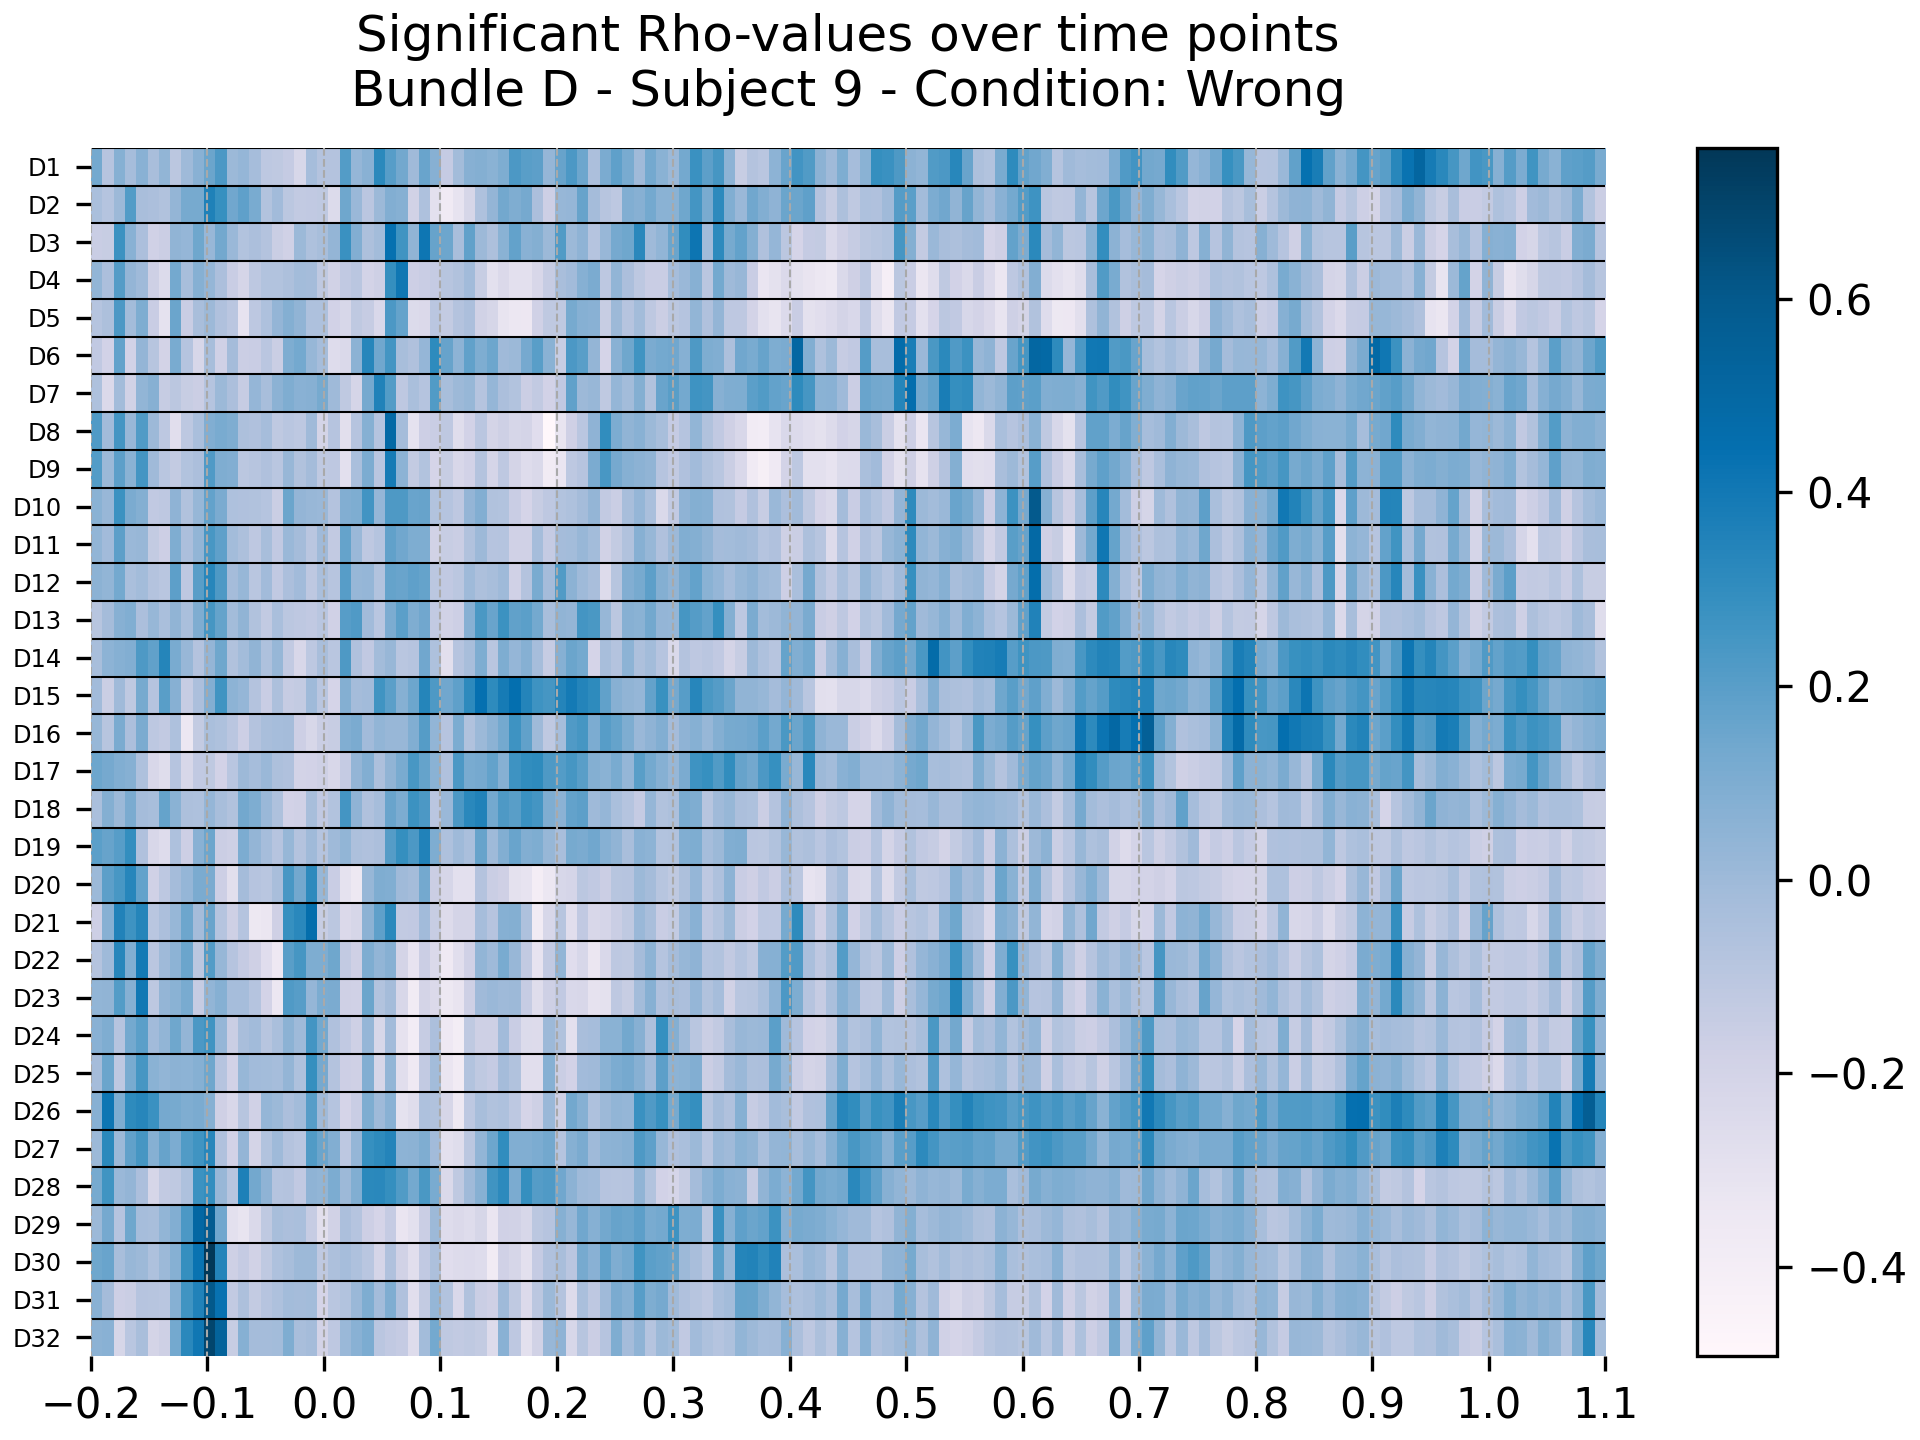 Significant Rho-values over time points
Bundle D - Subject 9 - Condition: Wrong
D1
D2
D3
D4
D5
D6
D7
D8
D9
D10
D11
D12
D13
D14
D15
D16
D17
D18
D19
D20
D21
D22
D23
D24
D25
D26
D27
D28
D29
D30
D31
D32
−0.2 −0.1 0.0 0.1 0.2 0.3 0.4 0.5 0.6 0.7 0.8 0.9 1.0 1.1
0.6
0.4
0.2
0.0
−0.2
−0.4